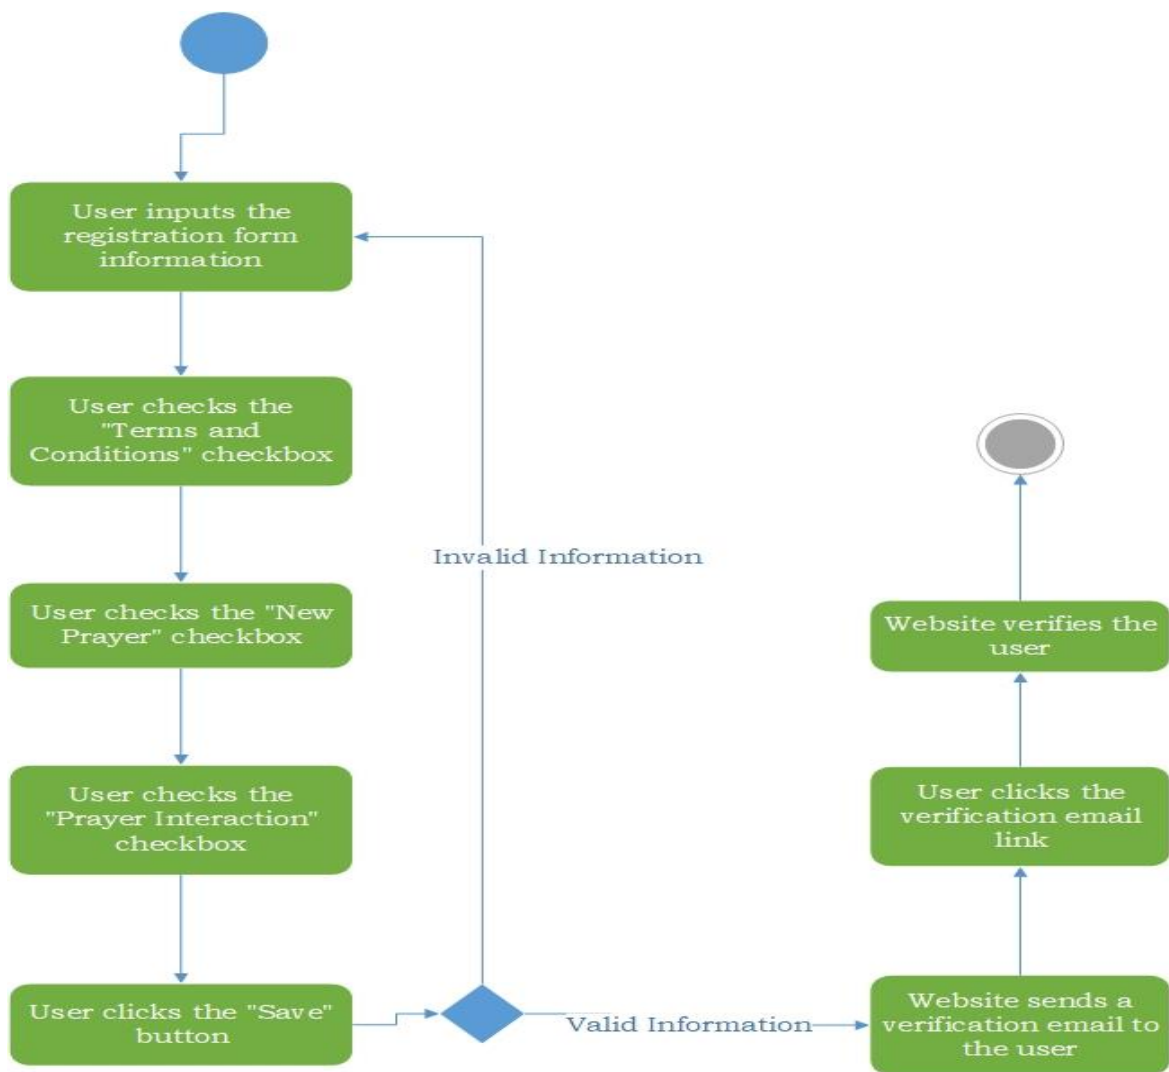 User inputs the
registration form
information
User checks the
"Terms and
Conditions" checkbox
User checks the "New
Prayer" checkbox
User checks the
"Prayer Interaction"
checkbox
User clicks the "Save"
button
Invalid Information
Valid Information
Website sends a
verification email to
the user
User clicks the
verification email
link
Website verifies the
user